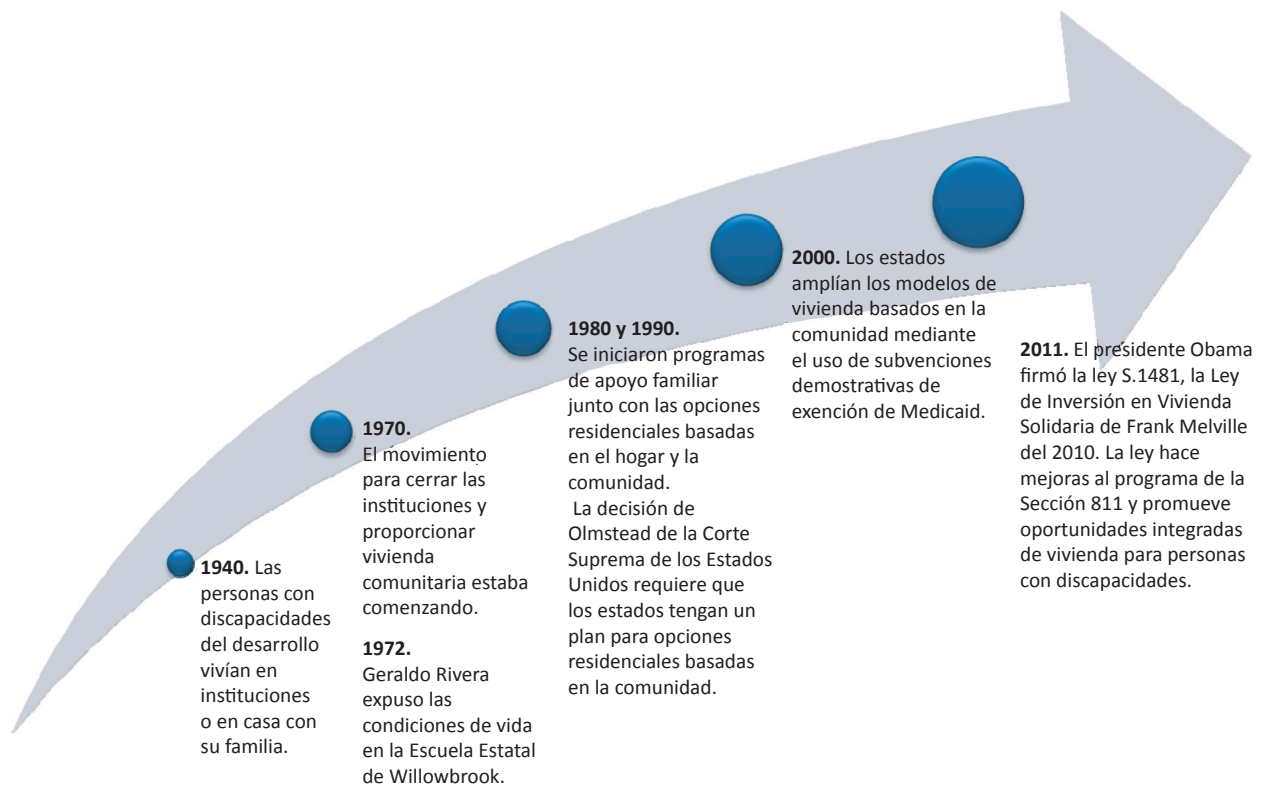 1940. Las
personas con
discapacidades
del desarrollo
vivían en
instituciones
o en casa con
su familia.
1970.
El movimiento
para cerrar las
instituciones y
proporcionar
vivienda
comunitaria estaba
comenzando.
1972.
Geraldo Rivera
expuso las
condiciones de vida
en la Escuela Estatal
de Willowbrook.
1980 y 1990.
Se iniciaron programas
de apoyo familiar
junto con las opciones
residenciales basadas
en el hogar y la
comunidad.
La decisión de
Olmstead de la Corte
Suprema de los Estados
Unidos requiere que
los estados tengan un
plan para opciones
residenciales basadas
en la comunidad.
2000. Los estados
amplían los modelos de
vivienda basados en la
comunidad mediante
el uso de subvenciones
demostrativas de
exención de Medicaid.
2011. El presidente Obama
firmó la ley S.1481, la Ley
de Inversión en Vivienda
Solidaria de Frank Melville
del 2010. La ley hace
mejoras al programa de la
Sección 811 y promueve
oportunidades integradas
de vivienda para personas
con discapacidades.